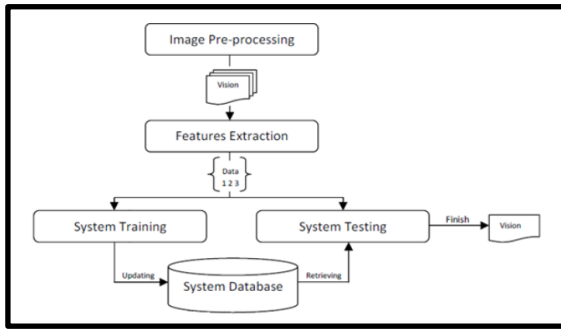 Image Pre-processing
Vision
Features Extraction
Data
1 2 3
System Training
System Testing
Finish
Vision
Updating
System Database
Retrieving